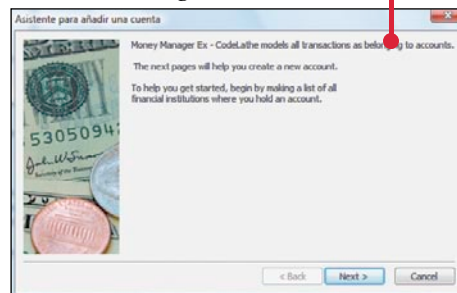 Asistente para añadir una cuenta
Money Manager Ex - CodeLathe models all transactions as belonging to accounts.
The next pages will help you create a new account.
To help you get started, begin by making a list of all
financial institutions where you hold an account.
5305094
< Back Next > Cancel